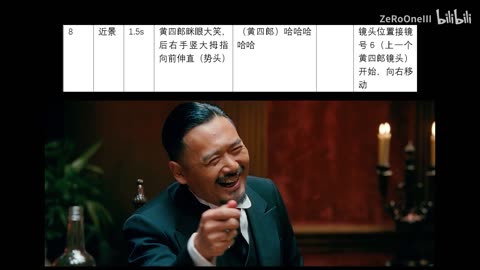 ZeRoOneIII bilibili
8 近景 1.5s 黄四郎眯眼大笑, (黄四郎)哈哈哈 镜头位置接镜
后右手竖大拇指 哈哈 号 6(上一个
向前伸直(势头) 黄四郎镜头)
开始,向右移
动